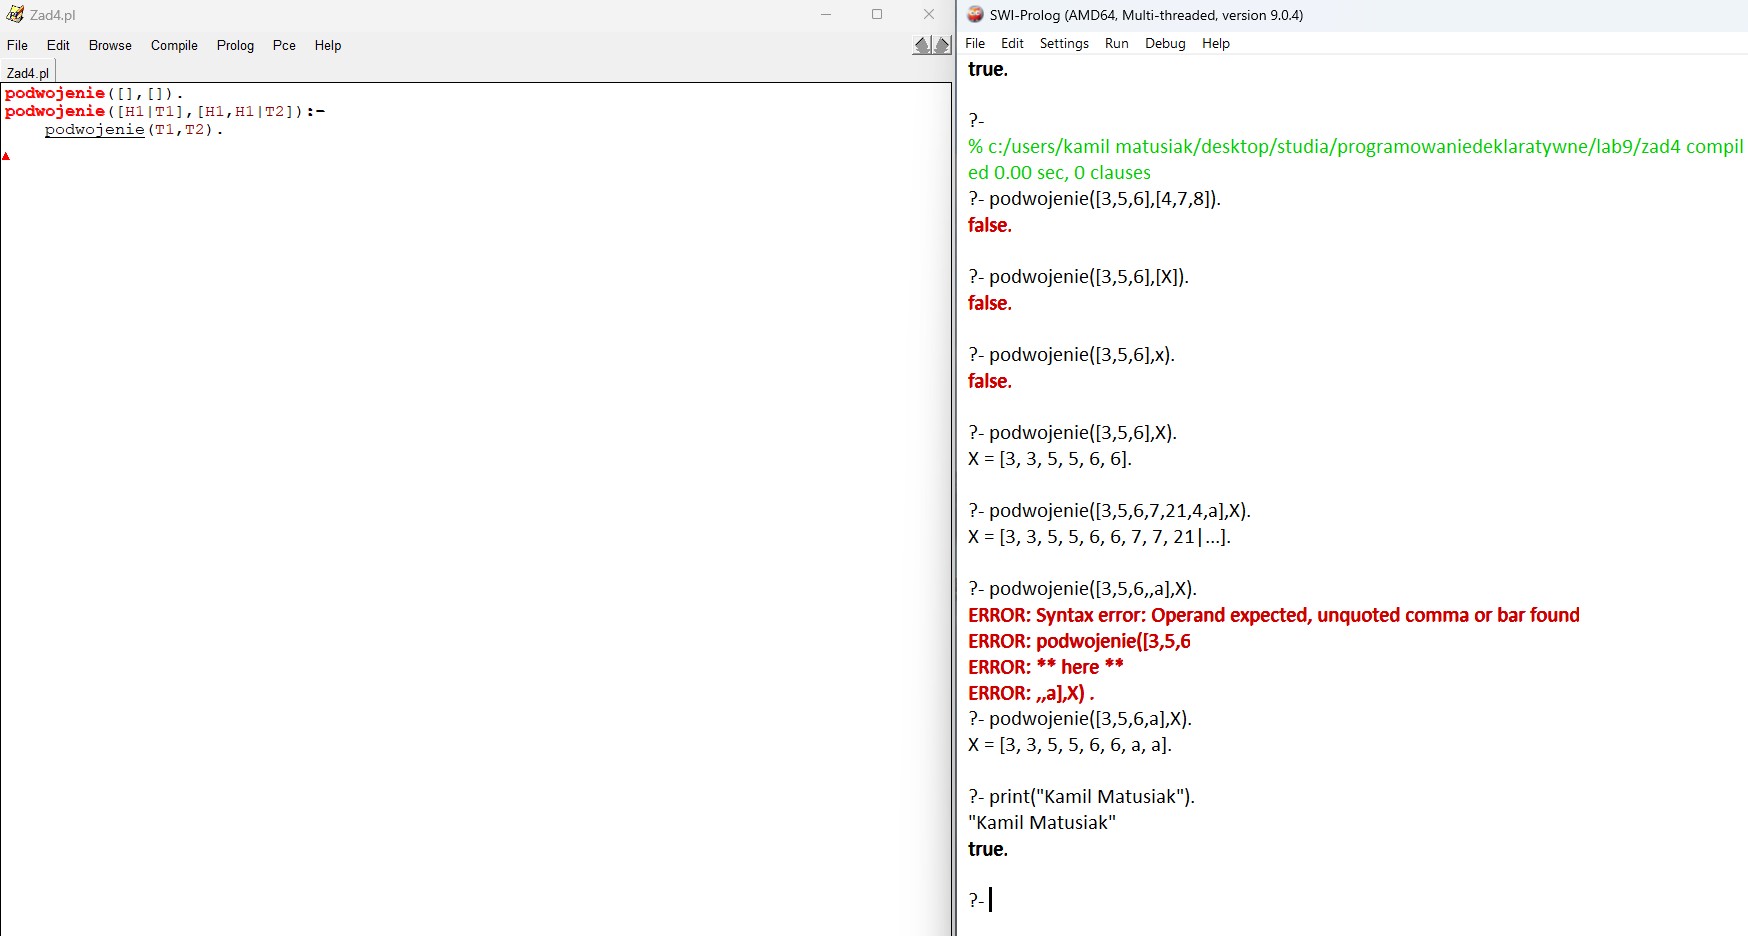 Zad4.pl
File Edit Browse Compile Prolog Pce Help
Zad4.pl
podwojenie([],[]).
podwojenie([H1|T1],[H1,H1|T2]):-
    podwojenie(T1,T2).
SWI-Prolog (AMD64, Multi-threaded, version 9.0.4)
File Edit Settings Run Debug Help
true.
?-
% c:/users/kamil matusiak/desktop/studia/programowaniedeklaratywne/lab9/zad4 compil
ed 0.00 sec, 0 clauses
?- podwojenie([3,5,6],[4,7,8]).
false.
?- podwojenie([3,5,6],[X]).
false.
?- podwojenie([3,5,6],x).
false.
?- podwojenie([3,5,6],X).
X = [3, 3, 5, 5, 6, 6].
?- podwojenie([3,5,6,7,21,4,a],X).
X = [3, 3, 5, 5, 6, 6, 7, 7, 21|...].
?- podwojenie([3,5,6,,a],X).
ERROR: Syntax error: Operand expected, unquoted comma or bar found
ERROR: podwojenie([3,5,6
ERROR: ** here **
ERROR: ,,a],X) .
?- podwojenie([3,5,6,a],X).
X = [3, 3, 5, 5, 6, 6, a, a].
?- print("Kamil Matusiak").
"Kamil Matusiak"
true.
?-